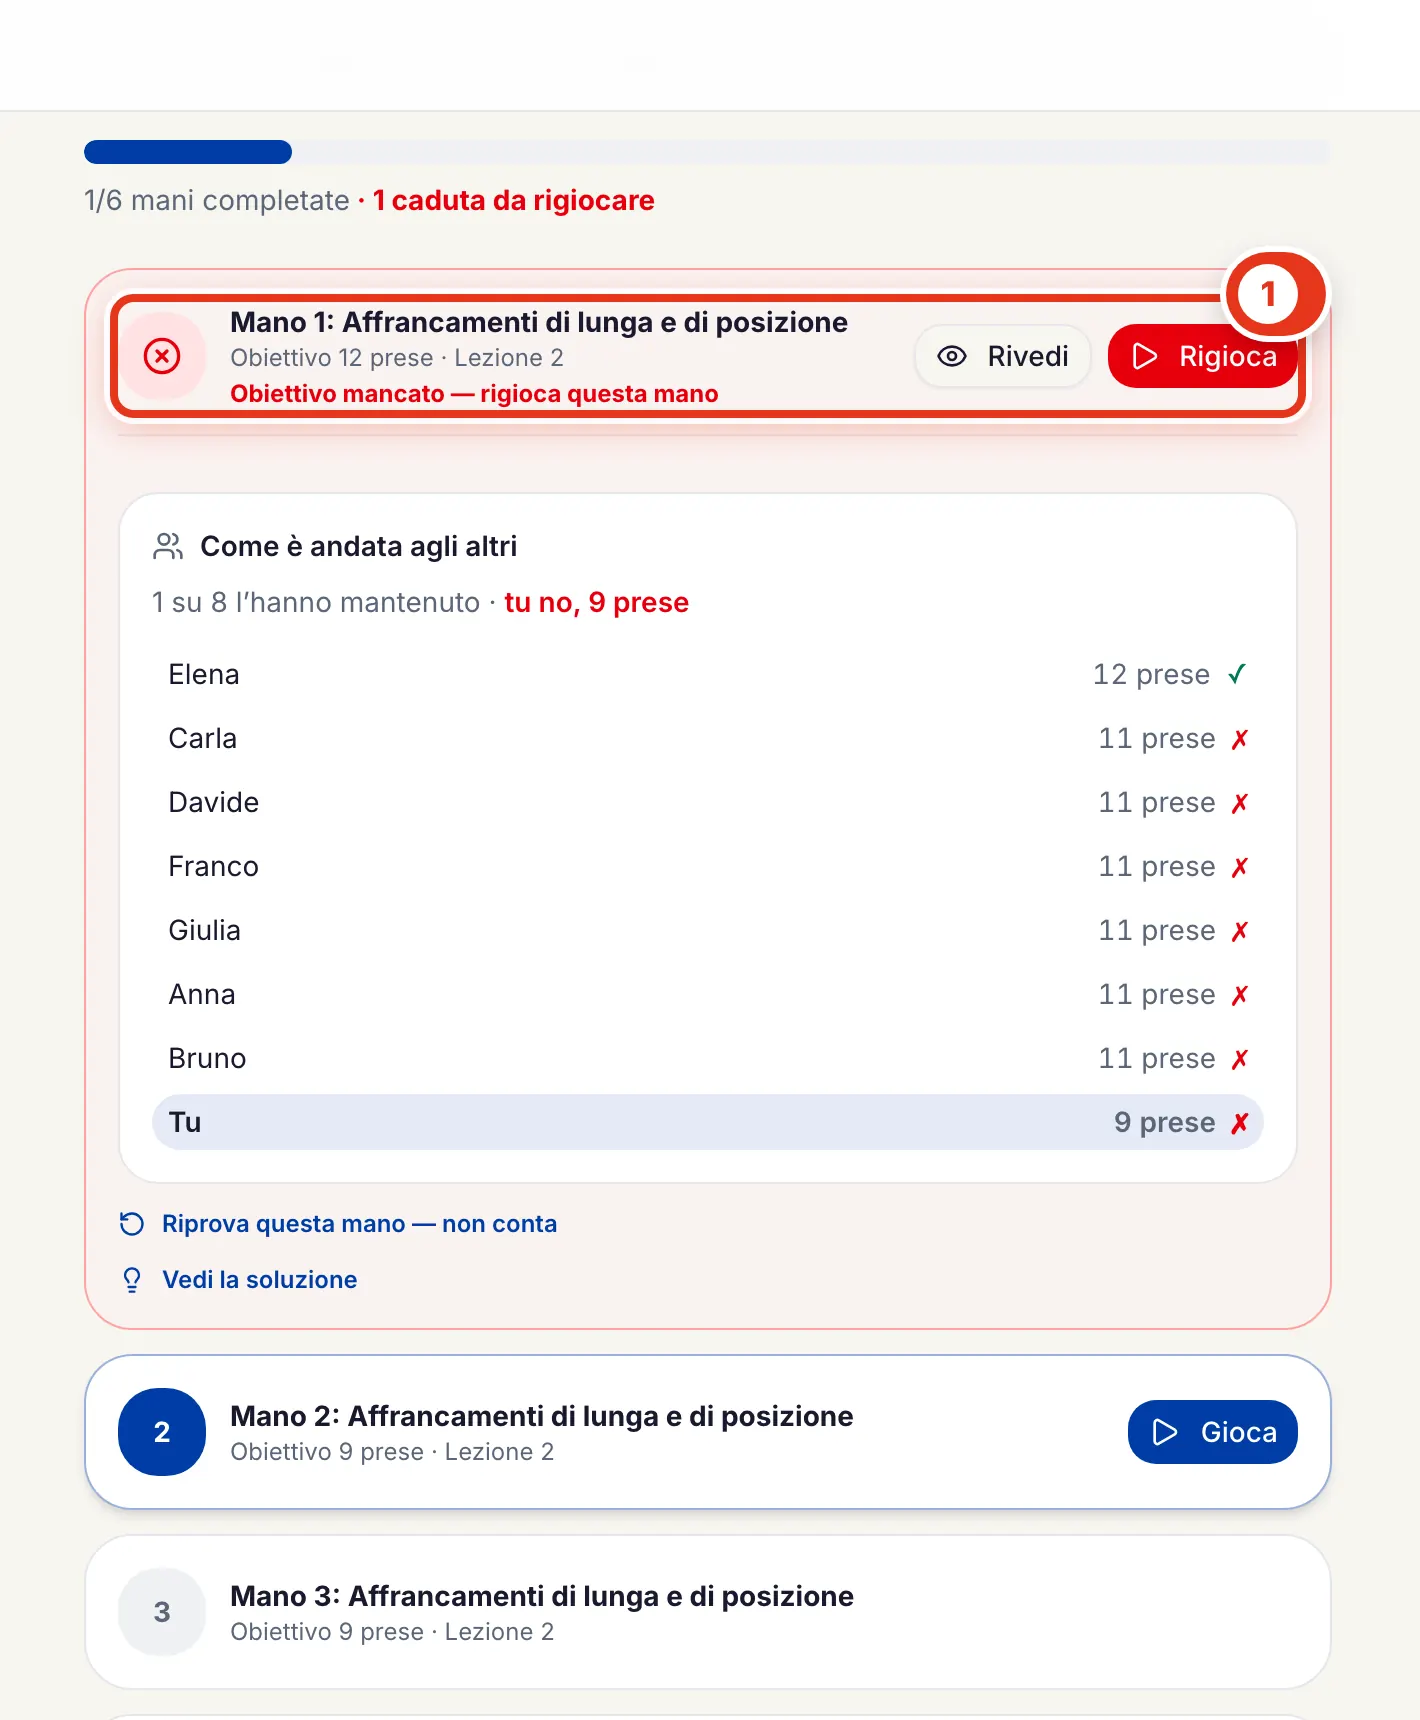 1/6 mani completate · 1 caduta da rigiocare
1
Mano 1: Affrancamenti di lunga e di posizione
Obiettivo 12 prese · Lezione 2
Obiettivo mancato — rigioca questa mano
Rivedi
Rigioca
Come è andata agli altri
1 su 8 l’hanno mantenuto · tu no, 9 prese
Elena 12 prese ✓
Carla 11 prese ✗
Davide 11 prese ✗
Franco 11 prese ✗
Giulia 11 prese ✗
Anna 11 prese ✗
Bruno 11 prese ✗
Tu 9 prese ✗
Riprova questa mano — non conta
Vedi la soluzione
2
Mano 2: Affrancamenti di lunga e di posizione
Obiettivo 9 prese · Lezione 2
Gioca
3
Mano 3: Affrancamenti di lunga e di posizione
Obiettivo 9 prese · Lezione 2